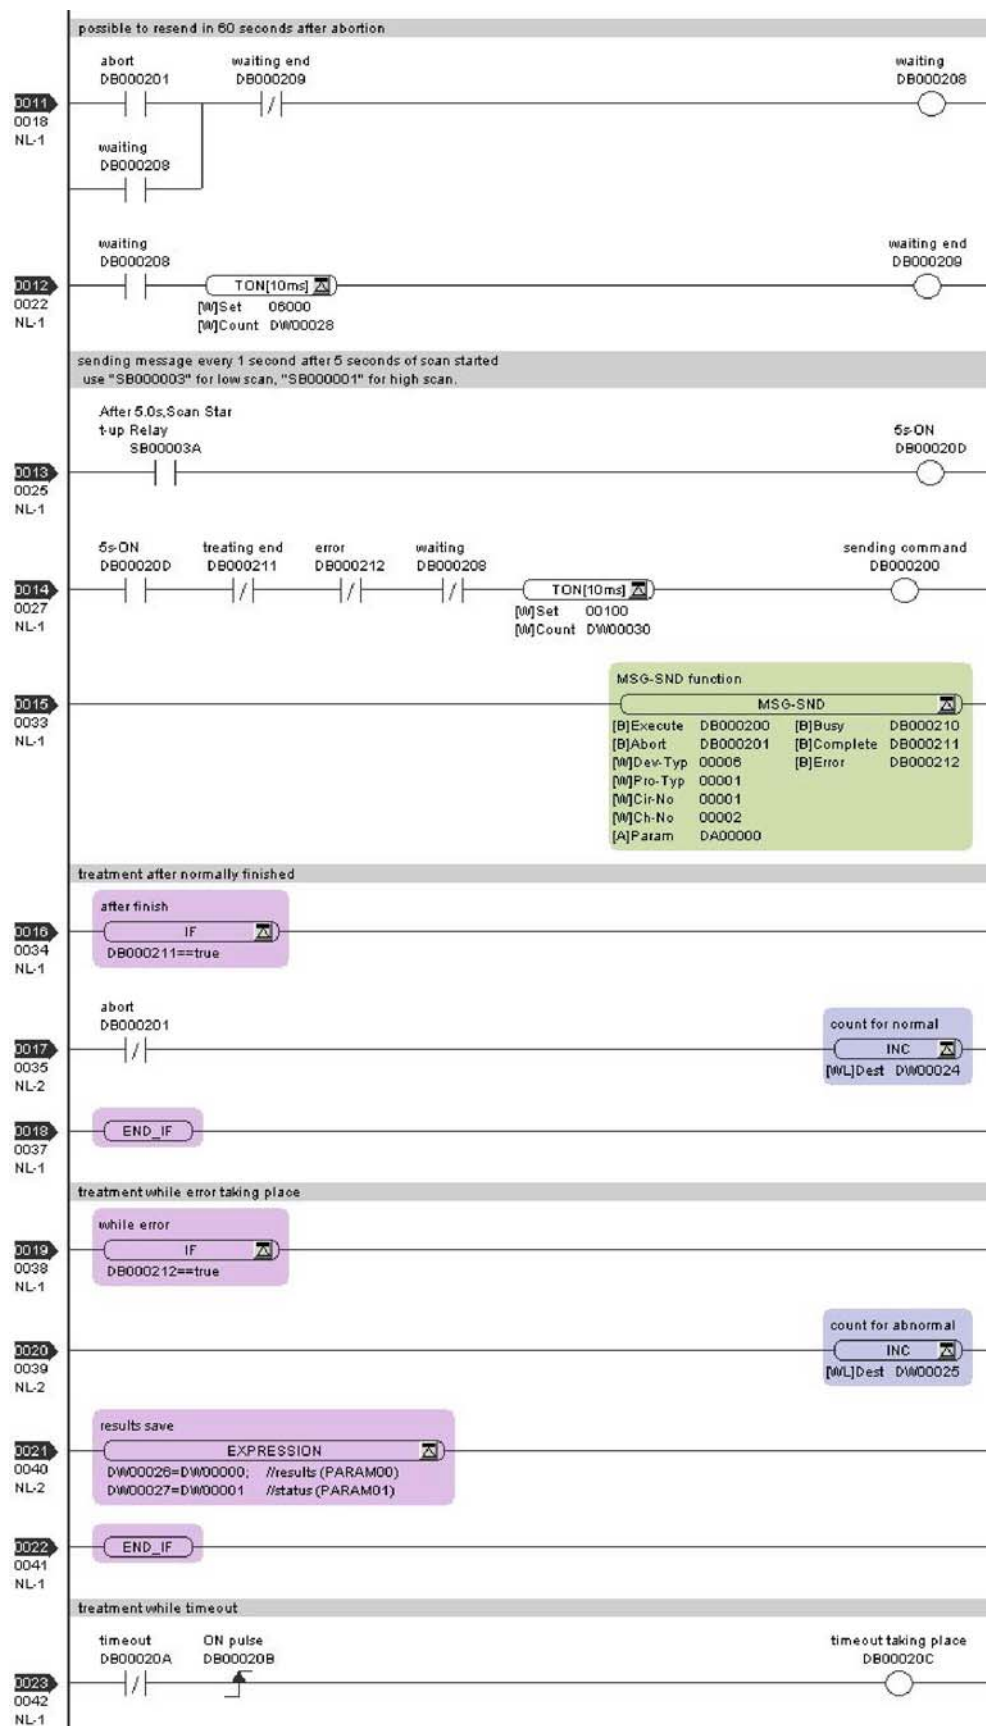 possible to resend in 60 seconds after abortion
abort waiting end waiting
DB000201 DB000209 DB000208
0011
0018
NL-1
waiting
DB000208
waiting waiting end
DB000208 DB000209
0012 TON[10ms]
0022 [W]Set 06000
NL-1 [W]Count DW00028
sending message every 1 second after 5 seconds of scan started
use "SB000003" for low scan, "SB000001" for high scan.
After 5.0s,Scan Star
t-up Relay 5s-ON
SB00003A DB00020D
0013
0025
NL-1
5s-ON treating end error waiting sending command
DB00020D DB000211 DB000212 DB000208 DB000200
0014 TON[10ms]
0027 [W]Set 00100
NL-1 [W]Count DW00030
MSG-SND function
0015 MSG-SND
0033 [B]Execute DB000200 [B]Busy DB000210
NL-1 [B]Abort DB000201 [B]Complete DB000211
[W]Dev-Typ 00006 [B]Error DB000212
[W]Pro-Typ 00001
[W]Cir-No 00001
[W]Ch-No 00002
[A]Param DA00000
treatment after normally finished
after finish
0016 IF
0034 DB000211==true
NL-1
abort
DB000201 count for normal
0017 INC
0035 [WL]Dest DW00024
NL-2
0018 END_IF
0037
NL-1
treatment while error taking place
while error
0019 IF
0038 DB000212==true
NL-1
count for abnormal
0020 INC
0039 [WL]Dest DW00025
NL-2
results save
0021 EXPRESSION
0040 DW00026=DW00000; //results (PARAM00)
NL-2 DW00027=DW00001 //status (PARAM01)
0022 END_IF
0041
NL-1
treatment while timeout
timeout ON pulse timeout taking place
DB00020A DB00020B DB00020C
0023
0042
NL-1